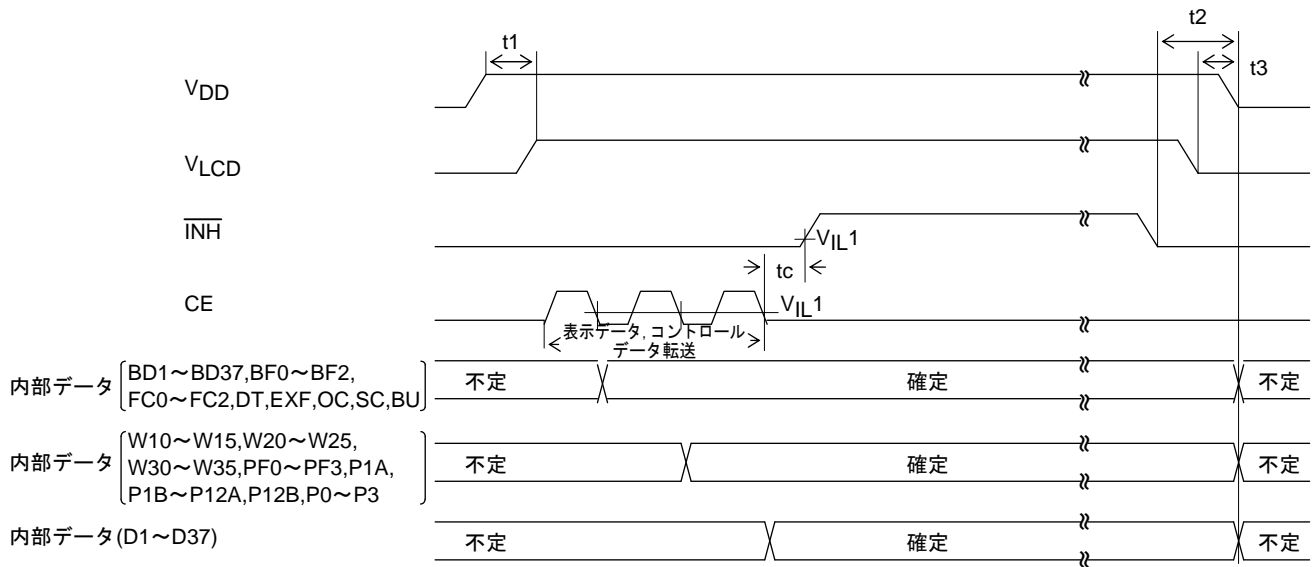 t1
t2
t3
VDD
VLCD
INH
VIL1
tc
CE
VIL1
表示データ,コントロール
データ転送
内部データ
BD1～BD37,BF0～BF2,
FC0～FC2,DT,EXF,OC,SC,BU
不定
確定
不定
内部データ
W10～W15,W20～W25,
W30～W35,PF0～PF3,P1A,
P1B～P12A,P12B,P0～P3
不定
確定
不定
内部データ(D1～D37)
不定
確定
不定